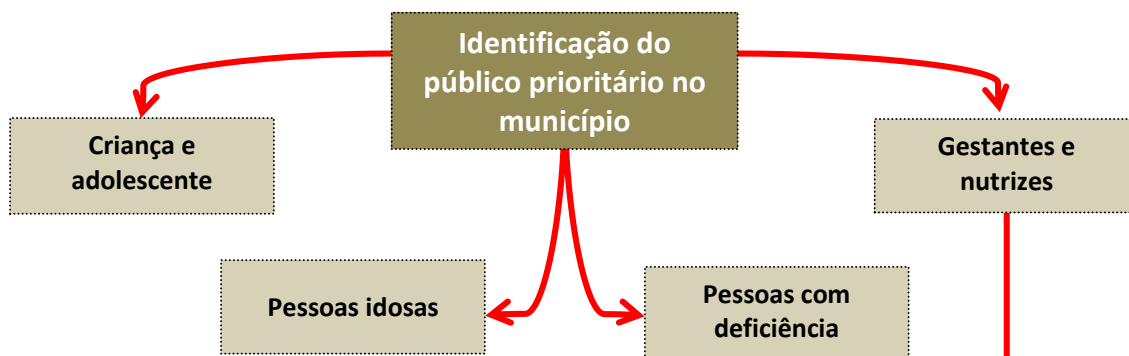 Identificação do
público prioritário no
município
Criança e
adolescente
Gestantes e
nutrizes
Pessoas idosas
Pessoas com
deficiência